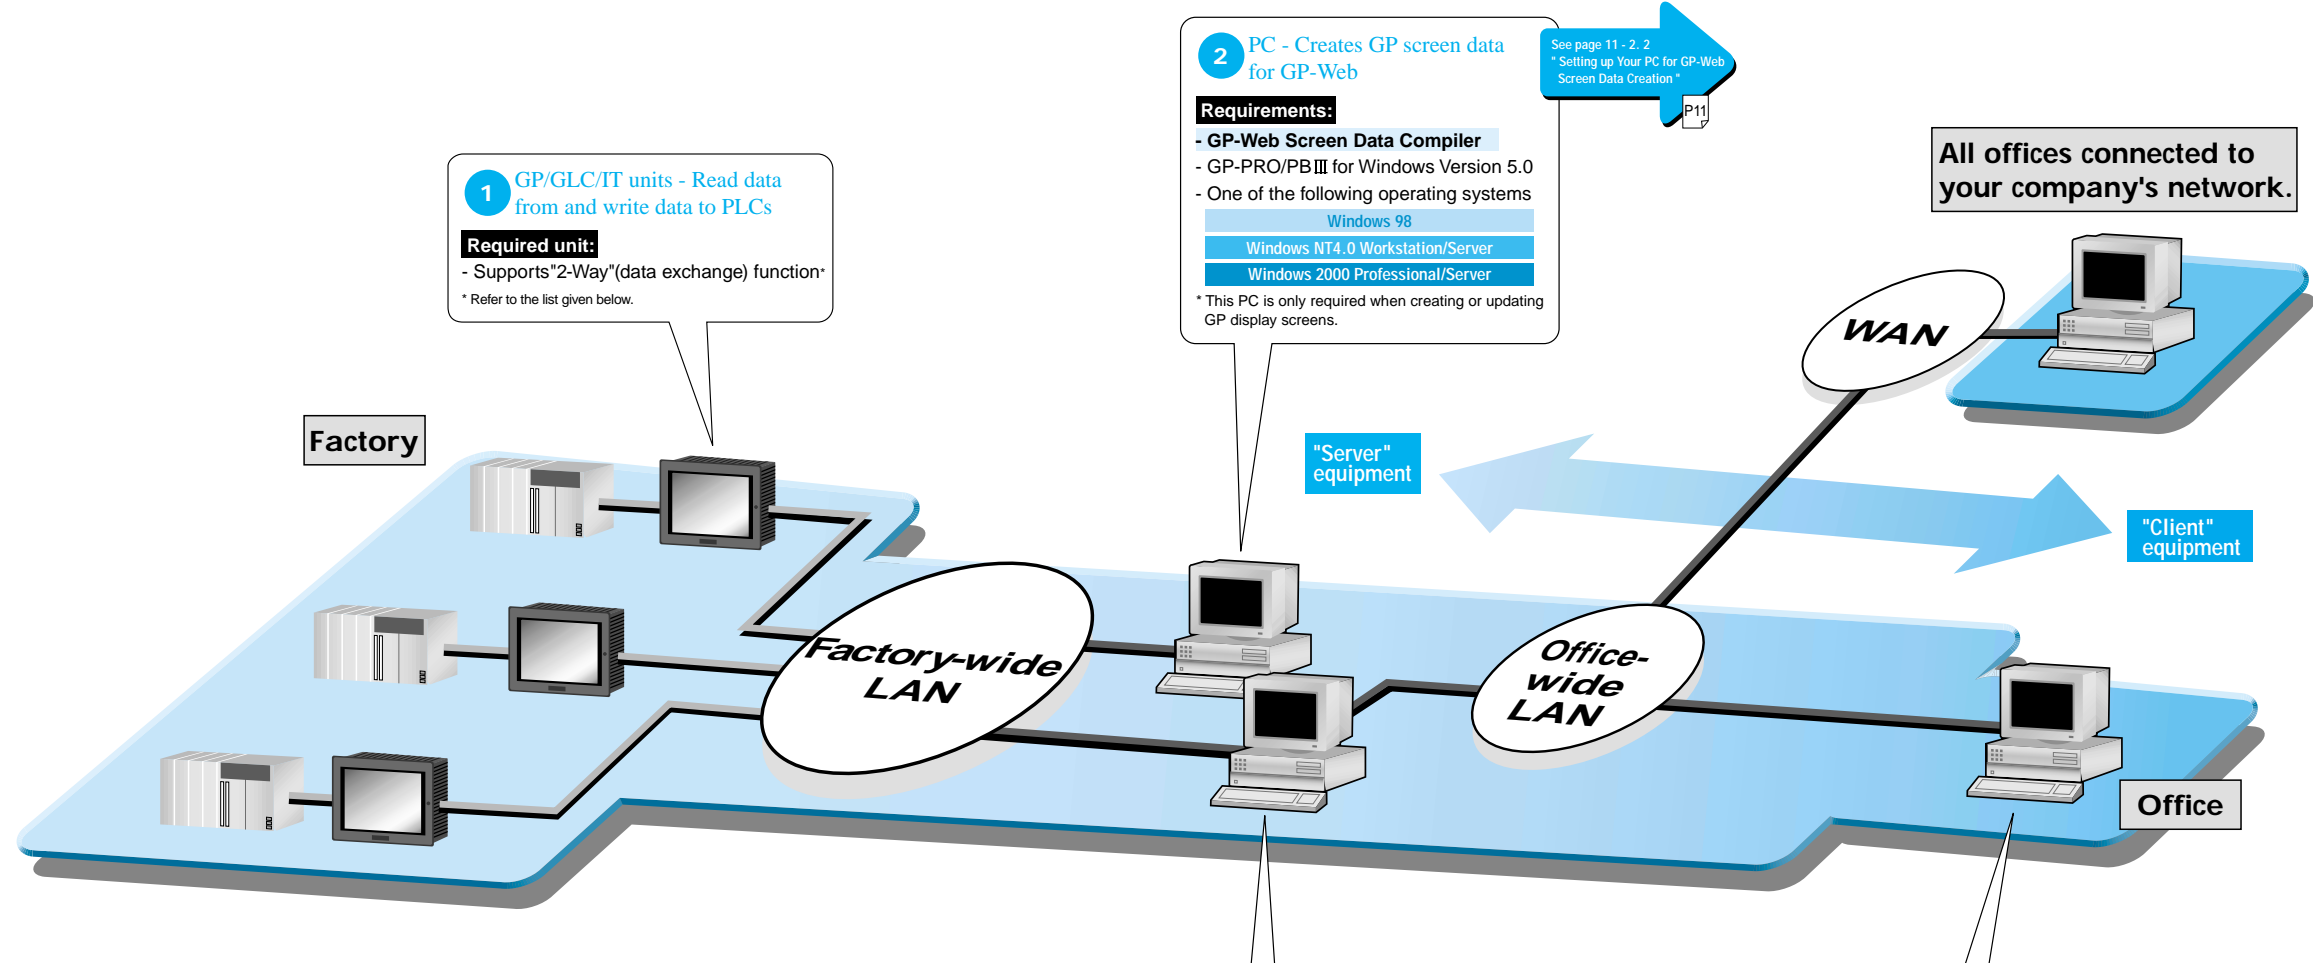 2
PC - Creates GP screen data
for GP-Web
Requirements:
- GP-Web Screen Data Compiler
- GP-PRO/PBⅢ for Windows Version 5.0
- One of the following operating systems
Windows 98
Windows NT4.0 Workstation/Server
Windows 2000 Professional/Server
* This PC is only required when creating or updating
GP display screens.
See page 11 - 2. 2
" Setting up Your PC for GP-Web
Screen Data Creation "
P11
1
GP/GLC/IT units - Read data
from and write data to PLCs
Required unit:
- Supports"2-Way"(data exchange) function*
* Refer to the list given below.
All offices connected to
your company's network.
WAN
Factory
"Server"
equipment
"Client"
equipment
Factory-wide
LAN
Office-
wide
LAN
Office